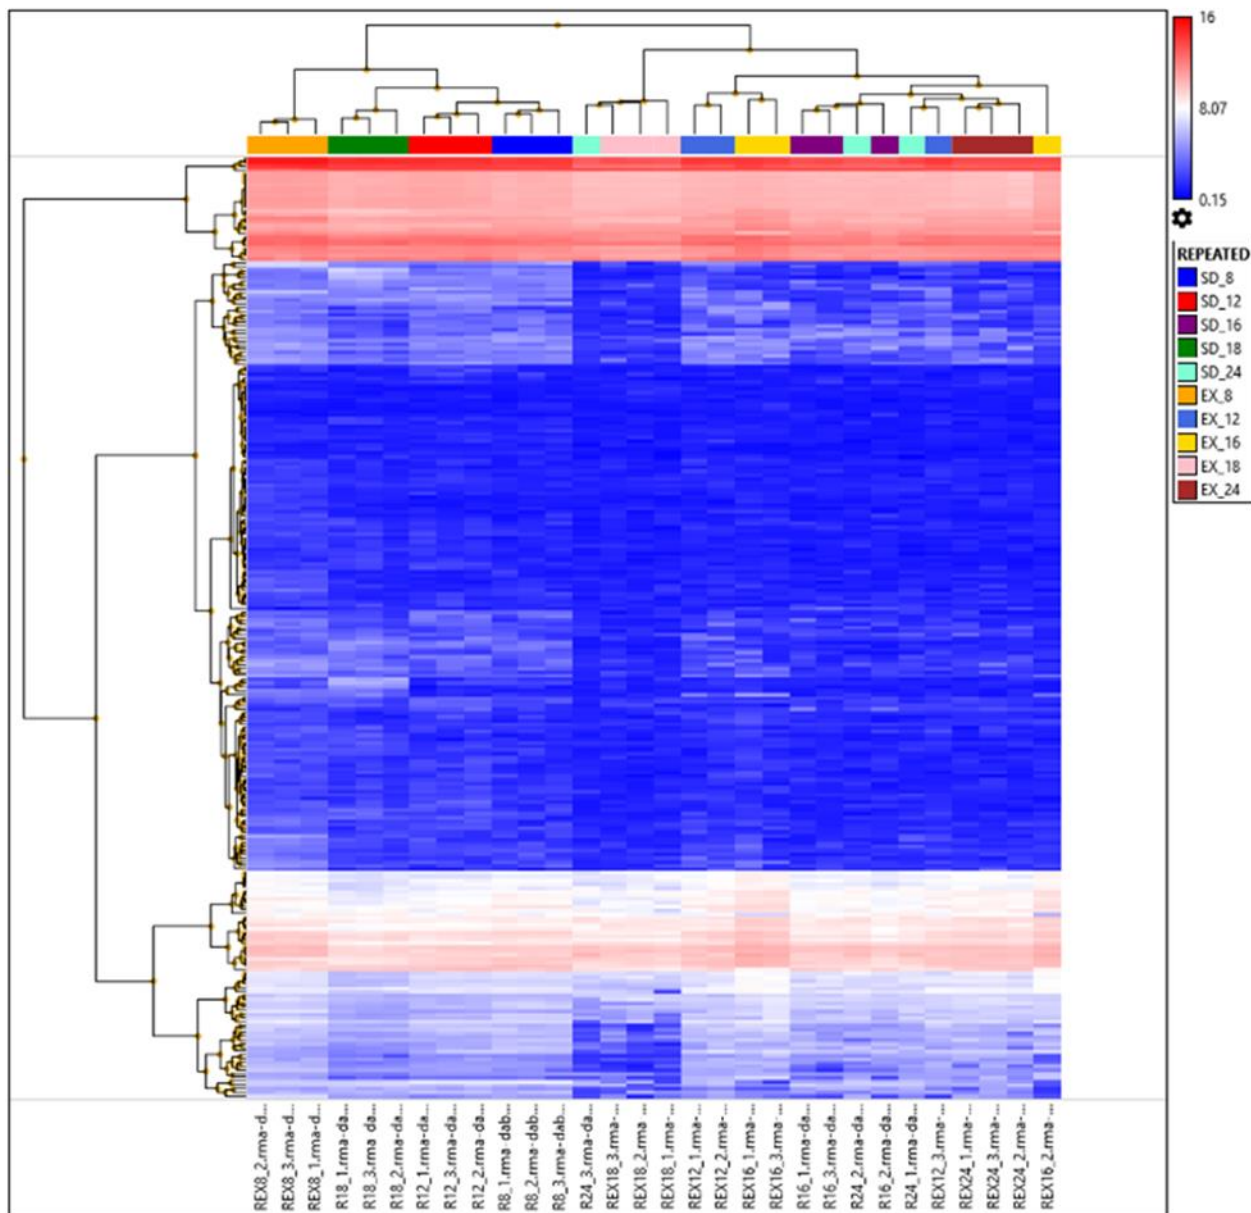 16
8.07
0.15
REPEATED
SD_8
SD_12
SD_16
SD_18
SD_24
EX_8
EX_12
EX_16
EX_18
EX_24
REX8_2.rma-d...
REX8_3.rma-d...
REX8_1.rma-d...
R18_1.rma-da...
R18_3.rma-da...
R18_2.rma-da...
R12_1.rma-da...
R12_3.rma-da...
R12_2.rma-da...
R8_1.rma-dab...
R8_2.rma-dab...
R8_3.rma-dab...
R24_3.rma-da...
REX18_3.rma-...
REX18_2.rma-...
REX18_1.rma-...
REX12_1.rma-...
REX12_2.rma-...
REX16_1.rma-...
REX16_3.rma-...
R16_1.rma-da...
R16_3.rma-da...
R24_2.rma-da...
R16_2.rma-da...
R24_1.rma-da...
REX12_3.rma-...
REX24_1.rma-...
REX24_3.rma-...
REX24_2.rma-...
REX16_2.rma-...